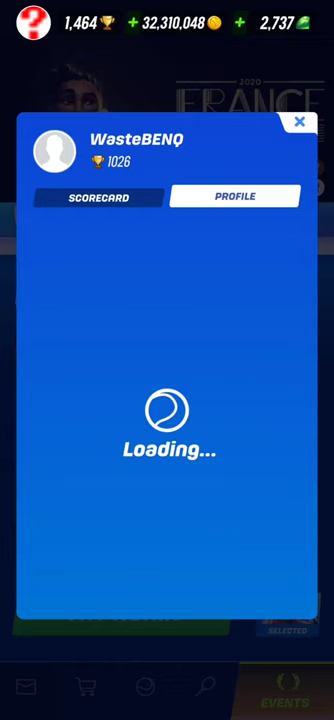 1,464 + 32,310,048 + 2,737
2020
FRANCE
WasteBENQ
1026
SCORECARD PROFILE
Loading...
SELECTED
EVENTS